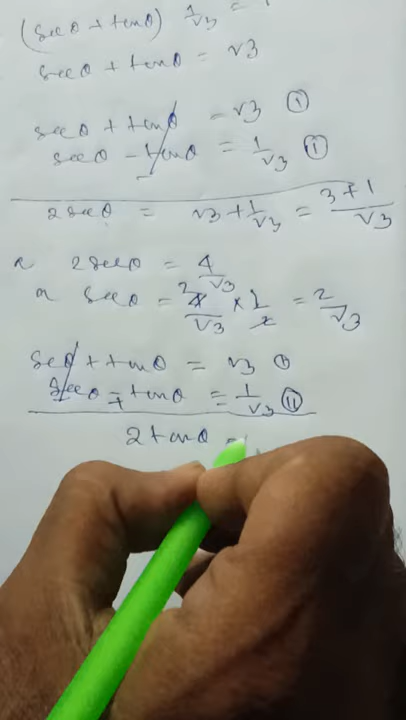 (secθ + tanθ) 1/√3 = 1
secθ + tanθ = √3
secθ + tanθ = √3 ①
secθ - tanθ = 1/√3 ①
2secθ = √3 + 1/√3 = 3+1/√3
2secθ = 4/√3
secθ = 4/√3 × 1/2 = 2/√3
secθ + tanθ = √3 ①
secθ - tanθ = 1/√3 ⑪
2tanθ =